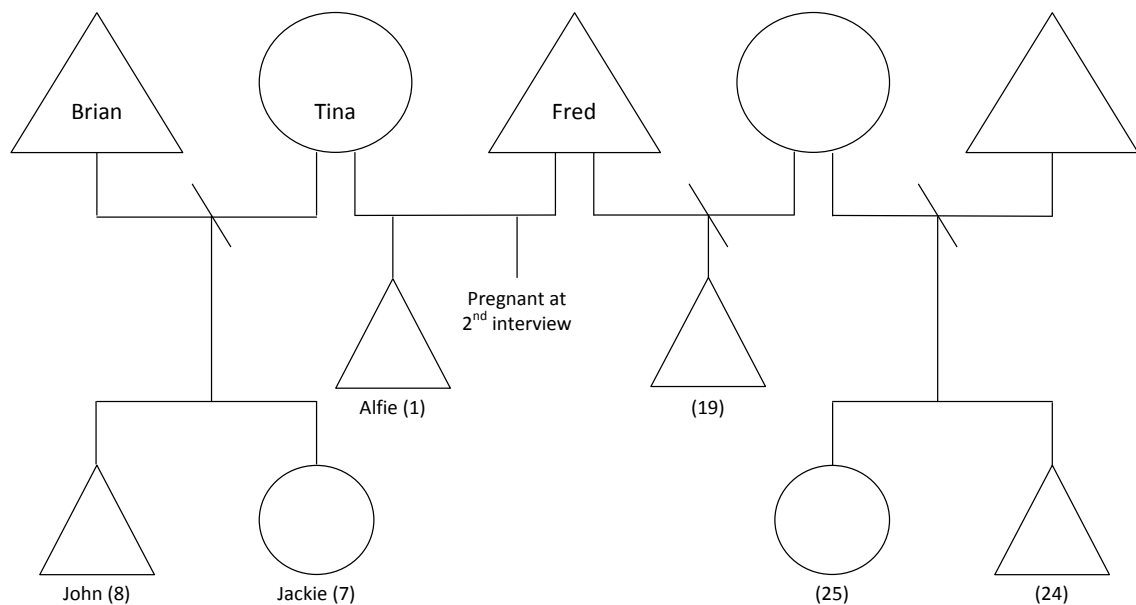 Brian
Tina
Fred
Pregnant at
2nd interview
Alfie (1)
(19)
John (8)
Jackie (7)
(25)
(24)